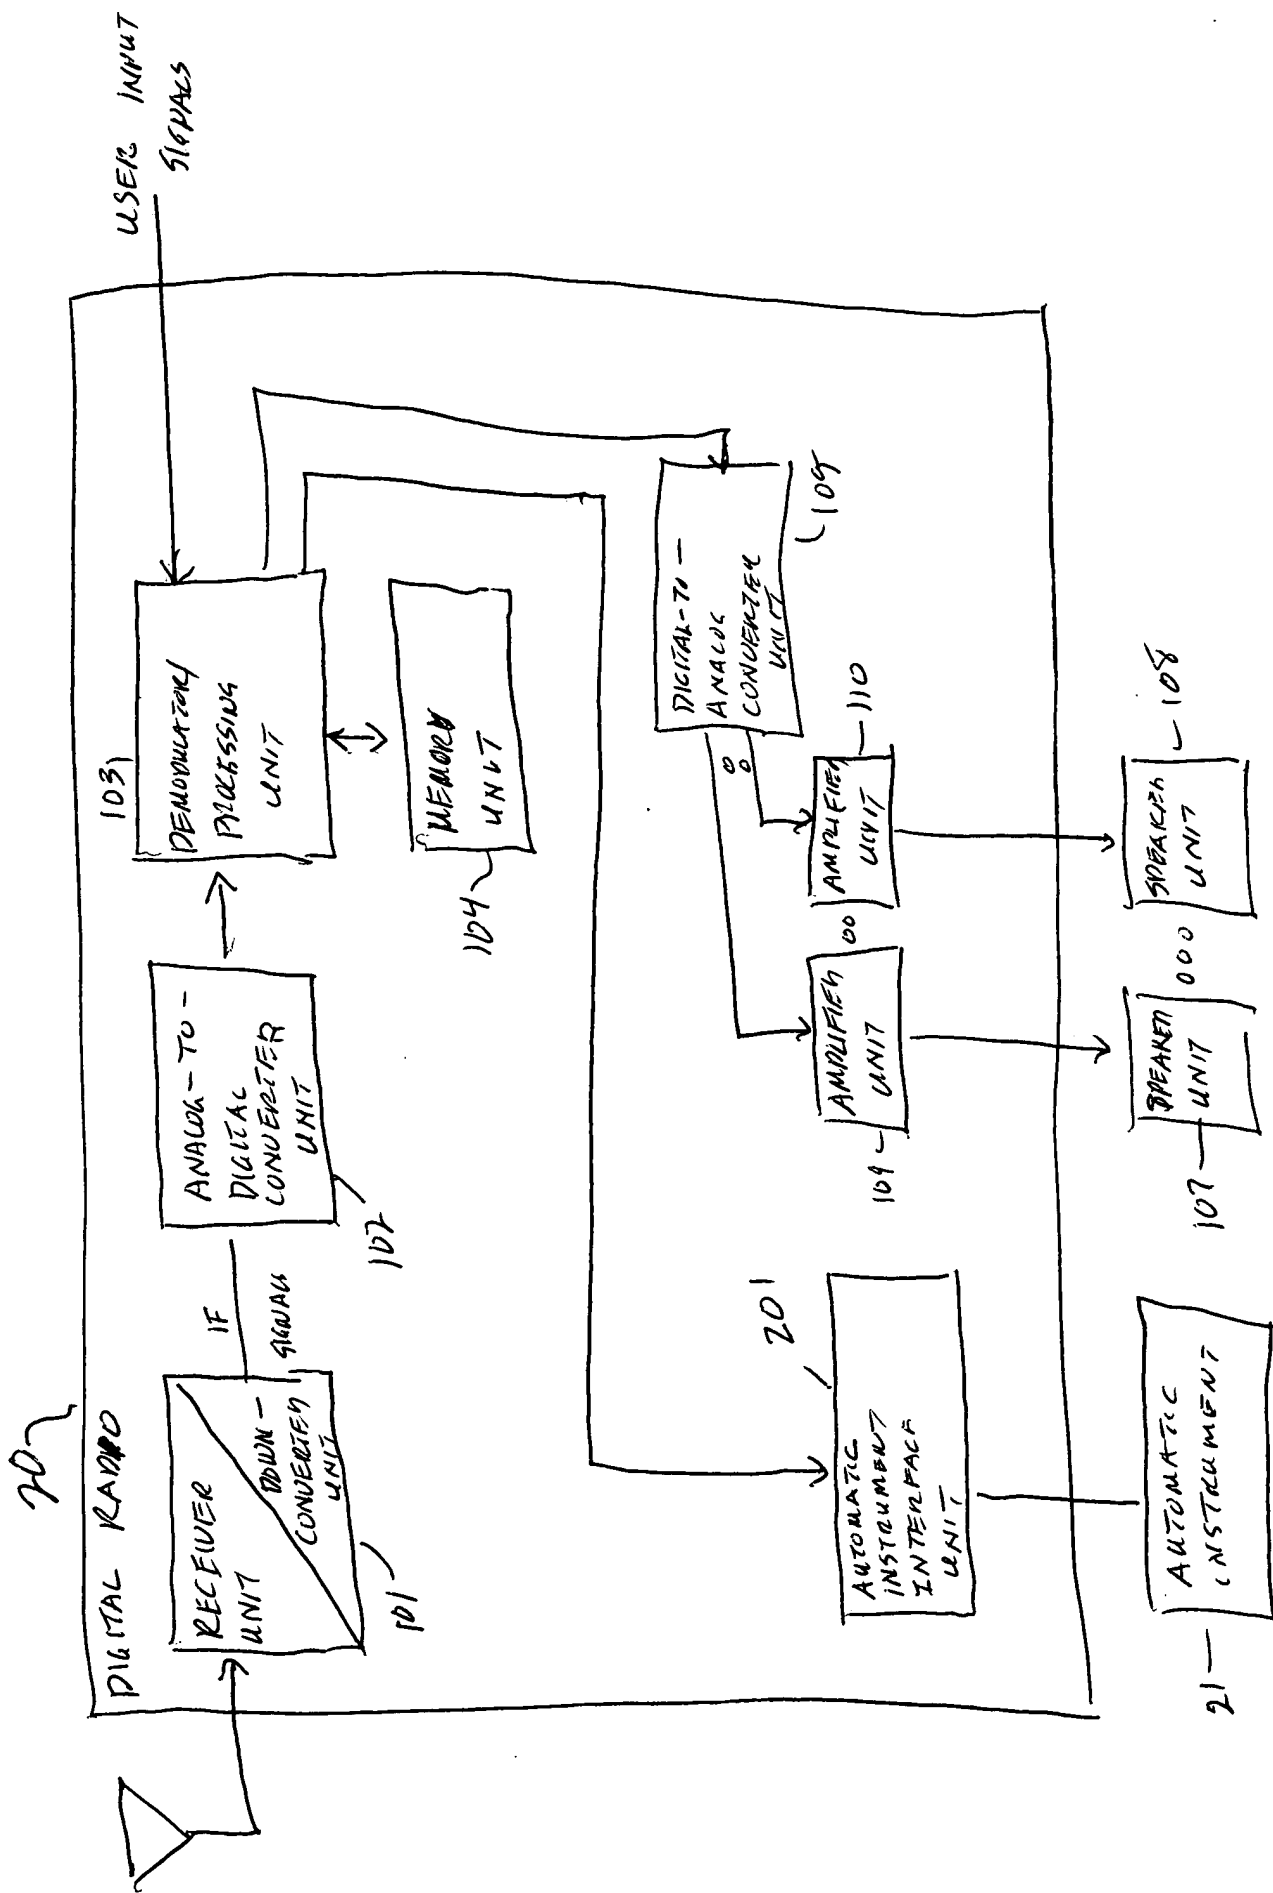 20
DIGITAL RADIO
RECEIVER
UNIT
DOWN-
CONVERTER
UNIT
101
IF
SIGNALS
ANALOG-TO-
DIGITAL
CONVERTER
UNIT
102
103
DEMODULATOR/
PROCESSING
UNIT
USER INPUT
SIGNALS
MEMORY
UNIT
104
DIGITAL-TO-
ANALOG
CONVERTER
UNIT
109
201
AUTOMATIC
INSTRUMENT
INTERFACE
UNIT
AMPLIFIER
UNIT
109
AMPLIFIER
UNIT
110
21
AUTOMATIC
INSTRUMENT
SPEAKER
UNIT
107
SPEAKER
UNIT
108